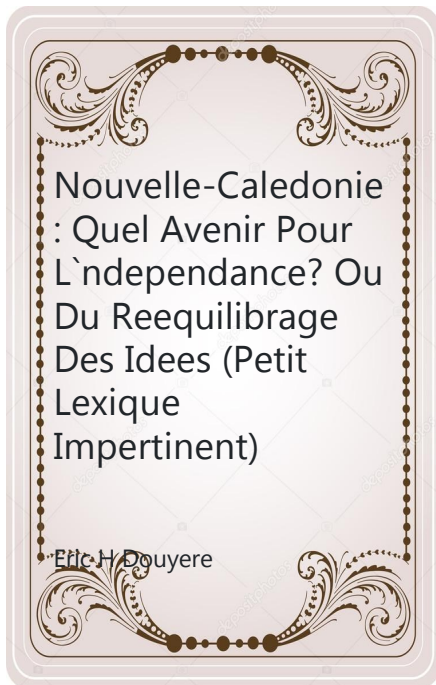 Nouvelle-Caledonie
: Quel Avenir Pour
L`ndependance? Ou
Du Reequilibrage
Des Idees (Petit
Lexique
Impertinent)
Eric H Douyere